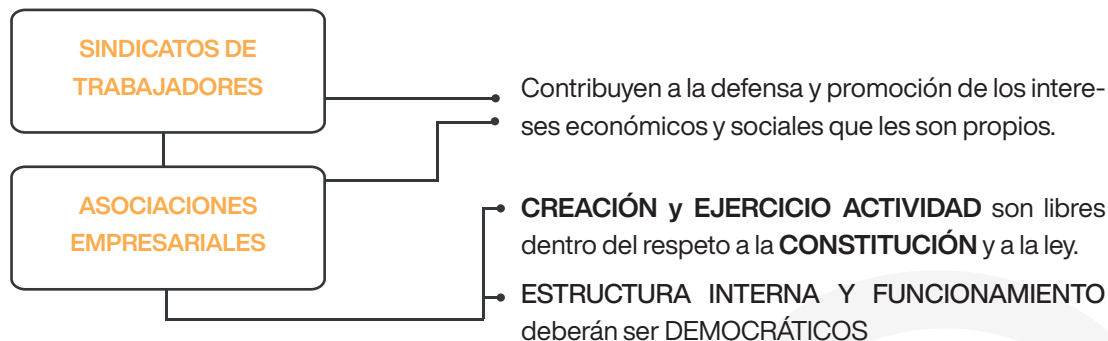 SINDICATOS DE
TRABAJADORES
Contribuyen a la defensa y promoción de los intere-
ses económicos y sociales que les son propios.
ASOCIACIONES
EMPRESARIALES
CREACIÓN y EJERCICIO ACTIVIDAD son libres
dentro del respeto a la CONSTITUCIÓN y a la ley.
ESTRUCTURA INTERNA Y FUNCIONAMIENTO
deberán ser DEMOCRÁTICOS